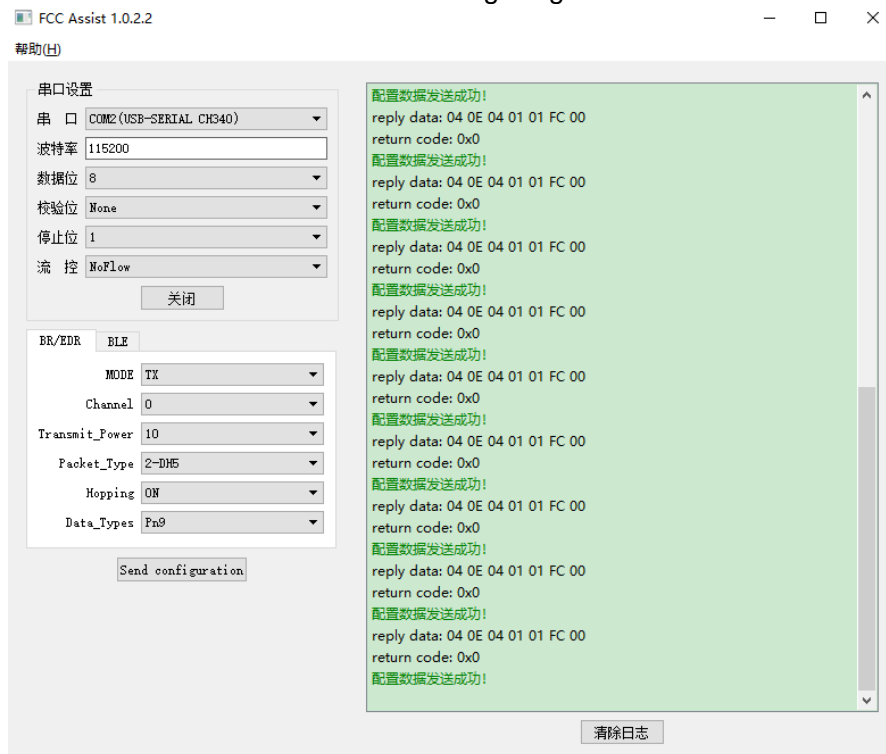 FCC Assist 1.0.2.2
帮助(H)
串口设置
串 口 COM2(USB-SERIAL CH340)
波特率 115200
数据位 8
校验位 None
停止位 1
流 控 NoFlow
关闭
BR/EDR BLE
MODE TX
Channel 0
Transmit_Power 10
Packet_Type 2-DH5
Hopping ON
Data_Types Pn9
Send configuration
配置数据发送成功!
reply data: 04 0E 04 01 01 FC 00
return code: 0x0
配置数据发送成功!
reply data: 04 0E 04 01 01 FC 00
return code: 0x0
配置数据发送成功!
reply data: 04 0E 04 01 01 FC 00
return code: 0x0
配置数据发送成功!
reply data: 04 0E 04 01 01 FC 00
return code: 0x0
配置数据发送成功!
reply data: 04 0E 04 01 01 FC 00
return code: 0x0
配置数据发送成功!
reply data: 04 0E 04 01 01 FC 00
return code: 0x0
配置数据发送成功!
reply data: 04 0E 04 01 01 FC 00
return code: 0x0
配置数据发送成功!
reply data: 04 0E 04 01 01 FC 00
return code: 0x0
配置数据发送成功!
reply data: 04 0E 04 01 01 FC 00
return code: 0x0
配置数据发送成功!
清除日志